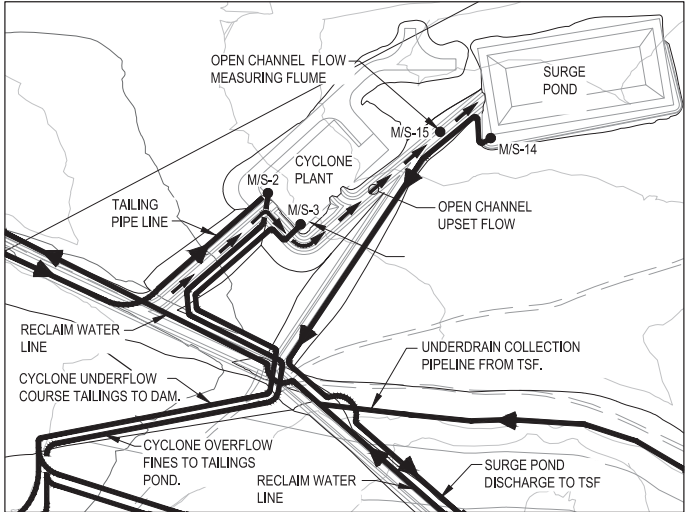 OPEN CHANNEL FLOW
MEASURING FLUME
SURGE
POND
M/S-15
M/S-14
CYCLONE
PLANT
M/S-2
TAILING
PIPE LINE
M/S-3
OPEN CHANNEL
UPSET FLOW
RECLAIM WATER
LINE
UNDERDRAIN COLLECTION
PIPELINE FROM TSF.
CYCLONE UNDERFLOW
COURSE TAILINGS TO DAM.
CYCLONE OVERFLOW
FINES TO TAILINGS
POND.
RECLAIM WATER
LINE
SURGE POND
DISCHARGE TO TSF